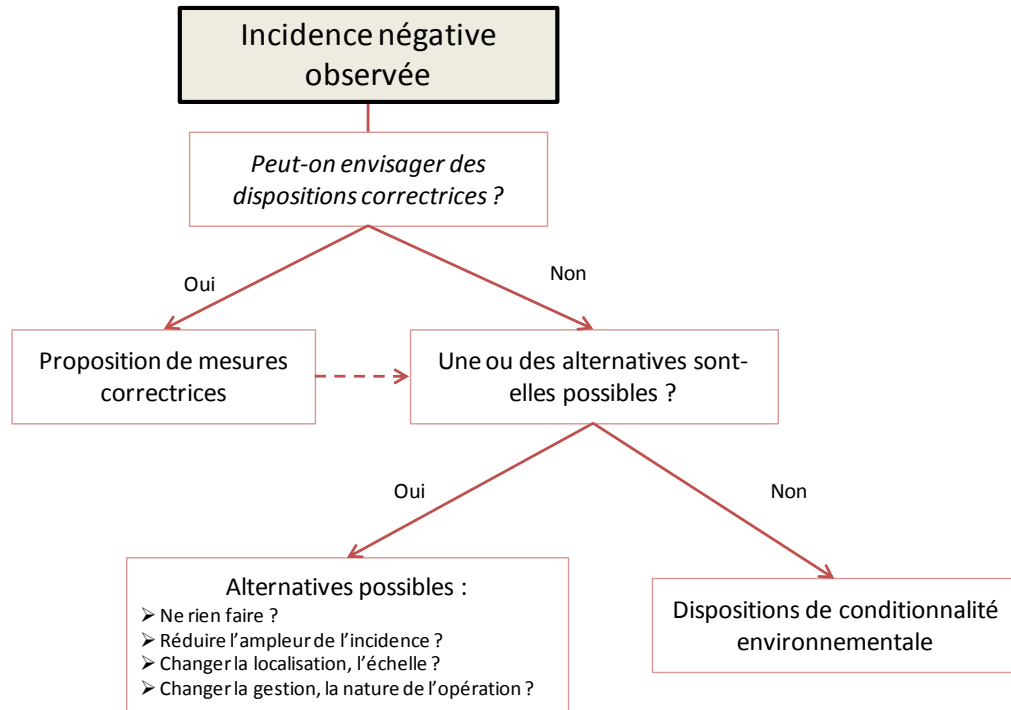 Incidence négative
observée
Peut-on envisager des
dispositions correctrices ?
Oui
Non
Proposition de mesures
correctrices
Une ou des alternatives sont-
elles possibles ?
Oui
Non
Alternatives possibles :
➢ Ne rien faire ?
➢ Réduire l’ampleur de l’incidence ?
➢ Changer la localisation, l’échelle ?
➢ Changer la gestion, la nature de l’opération ?
Dispositions de conditionnalité
environnementale